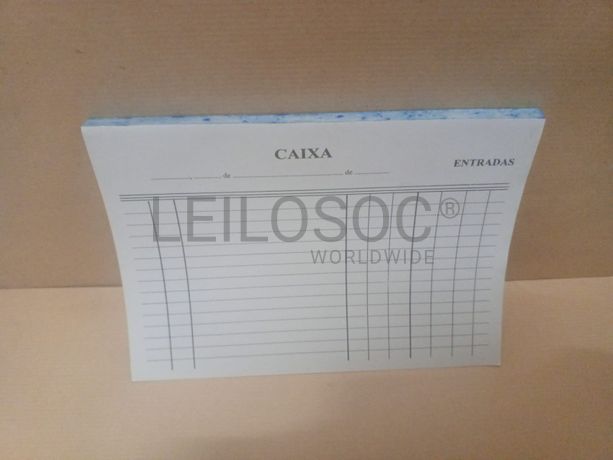 CAIXA
de de
ENTRADAS
LEILOSOC®
WORLDWIDE